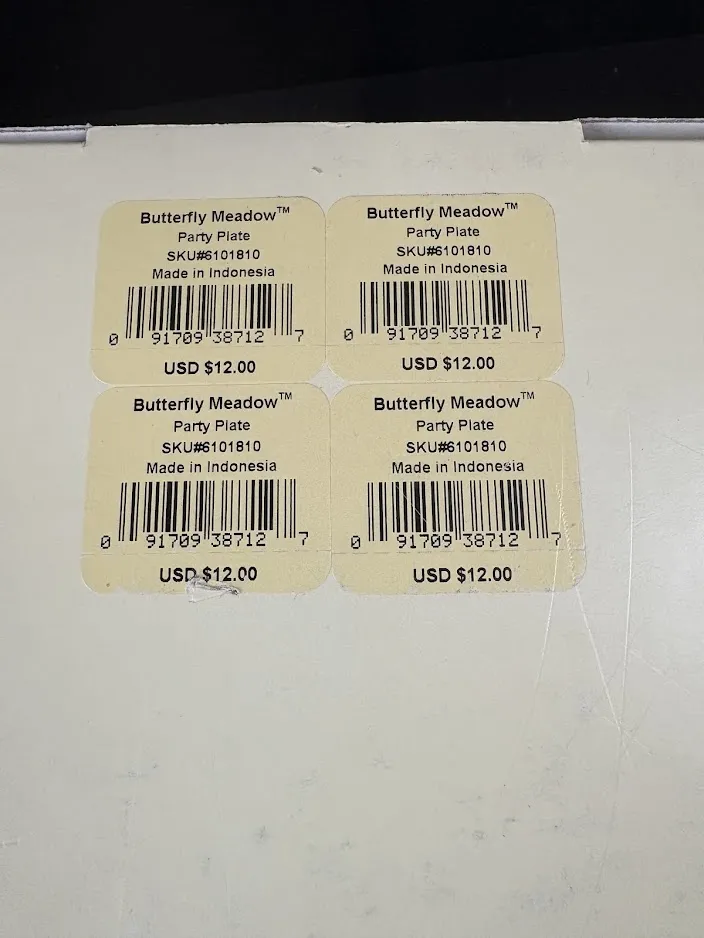 Butterfly Meadow™
Party Plate
SKU#6101810
Made in Indonesia
0 91709 38712 7
USD $12.00
Butterfly Meadow™
Party Plate
SKU#6101810
Made in Indonesia
0 91709 38712 7
USD $12.00
Butterfly Meadow™
Party Plate
SKU#6101810
Made in Indonesia
0 91709 38712 7
USD $12.00
Butterfly Meadow™
Party Plate
SKU#6101810
Made in Indonesia
0 91709 38712 7
USD $12.00